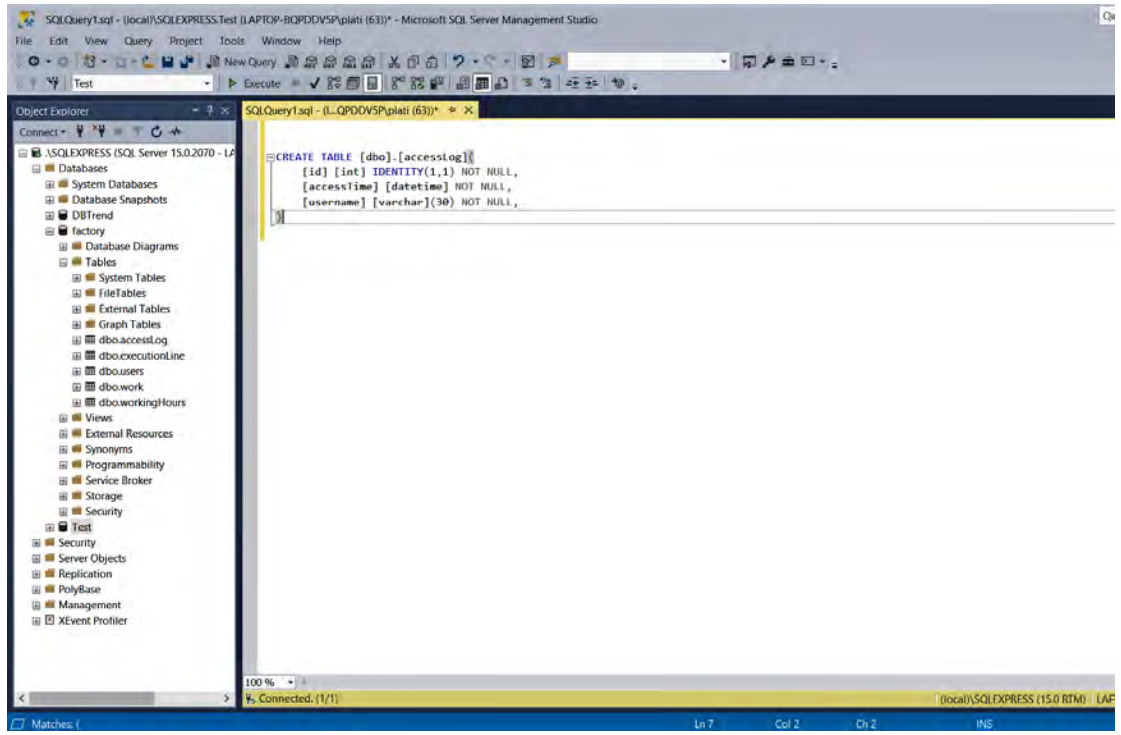 SQLQuery1.sql - (local)\SQLEXPRESS.Test (LAPTOP-BQPDDV5P\plati (63))* - Microsoft SQL Server Management Studio
File Edit View Query Project Tools Window Help
New Query
Test Execute
Object Explorer
SQLQuery1.sql - (l...QPDDV5P\plati (63))*
Connect
.\SQLEXPRESS (SQL Server 15.0.2070 - LA
Databases
System Databases
Database Snapshots
DBTrend
factory
Database Diagrams
Tables
System Tables
FileTables
External Tables
Graph Tables
dbo.accessLog
dbo.executionLine
dbo.users
dbo.work
dbo.workingHours
Views
External Resources
Synonyms
Programmability
Service Broker
Storage
Security
Test
Security
Server Objects
Replication
PolyBase
Management
XEvent Profiler
CREATE TABLE [dbo].[accessLog](
[id] [int] IDENTITY(1,1) NOT NULL,
[accessTime] [datetime] NOT NULL,
[username] [varchar](30) NOT NULL,
)
100 %
Connected. (1/1)
(local)\SQLEXPRESS (15.0 RTM) LAP
Matches: (
Ln 7 Col 2 Ch 2 INS